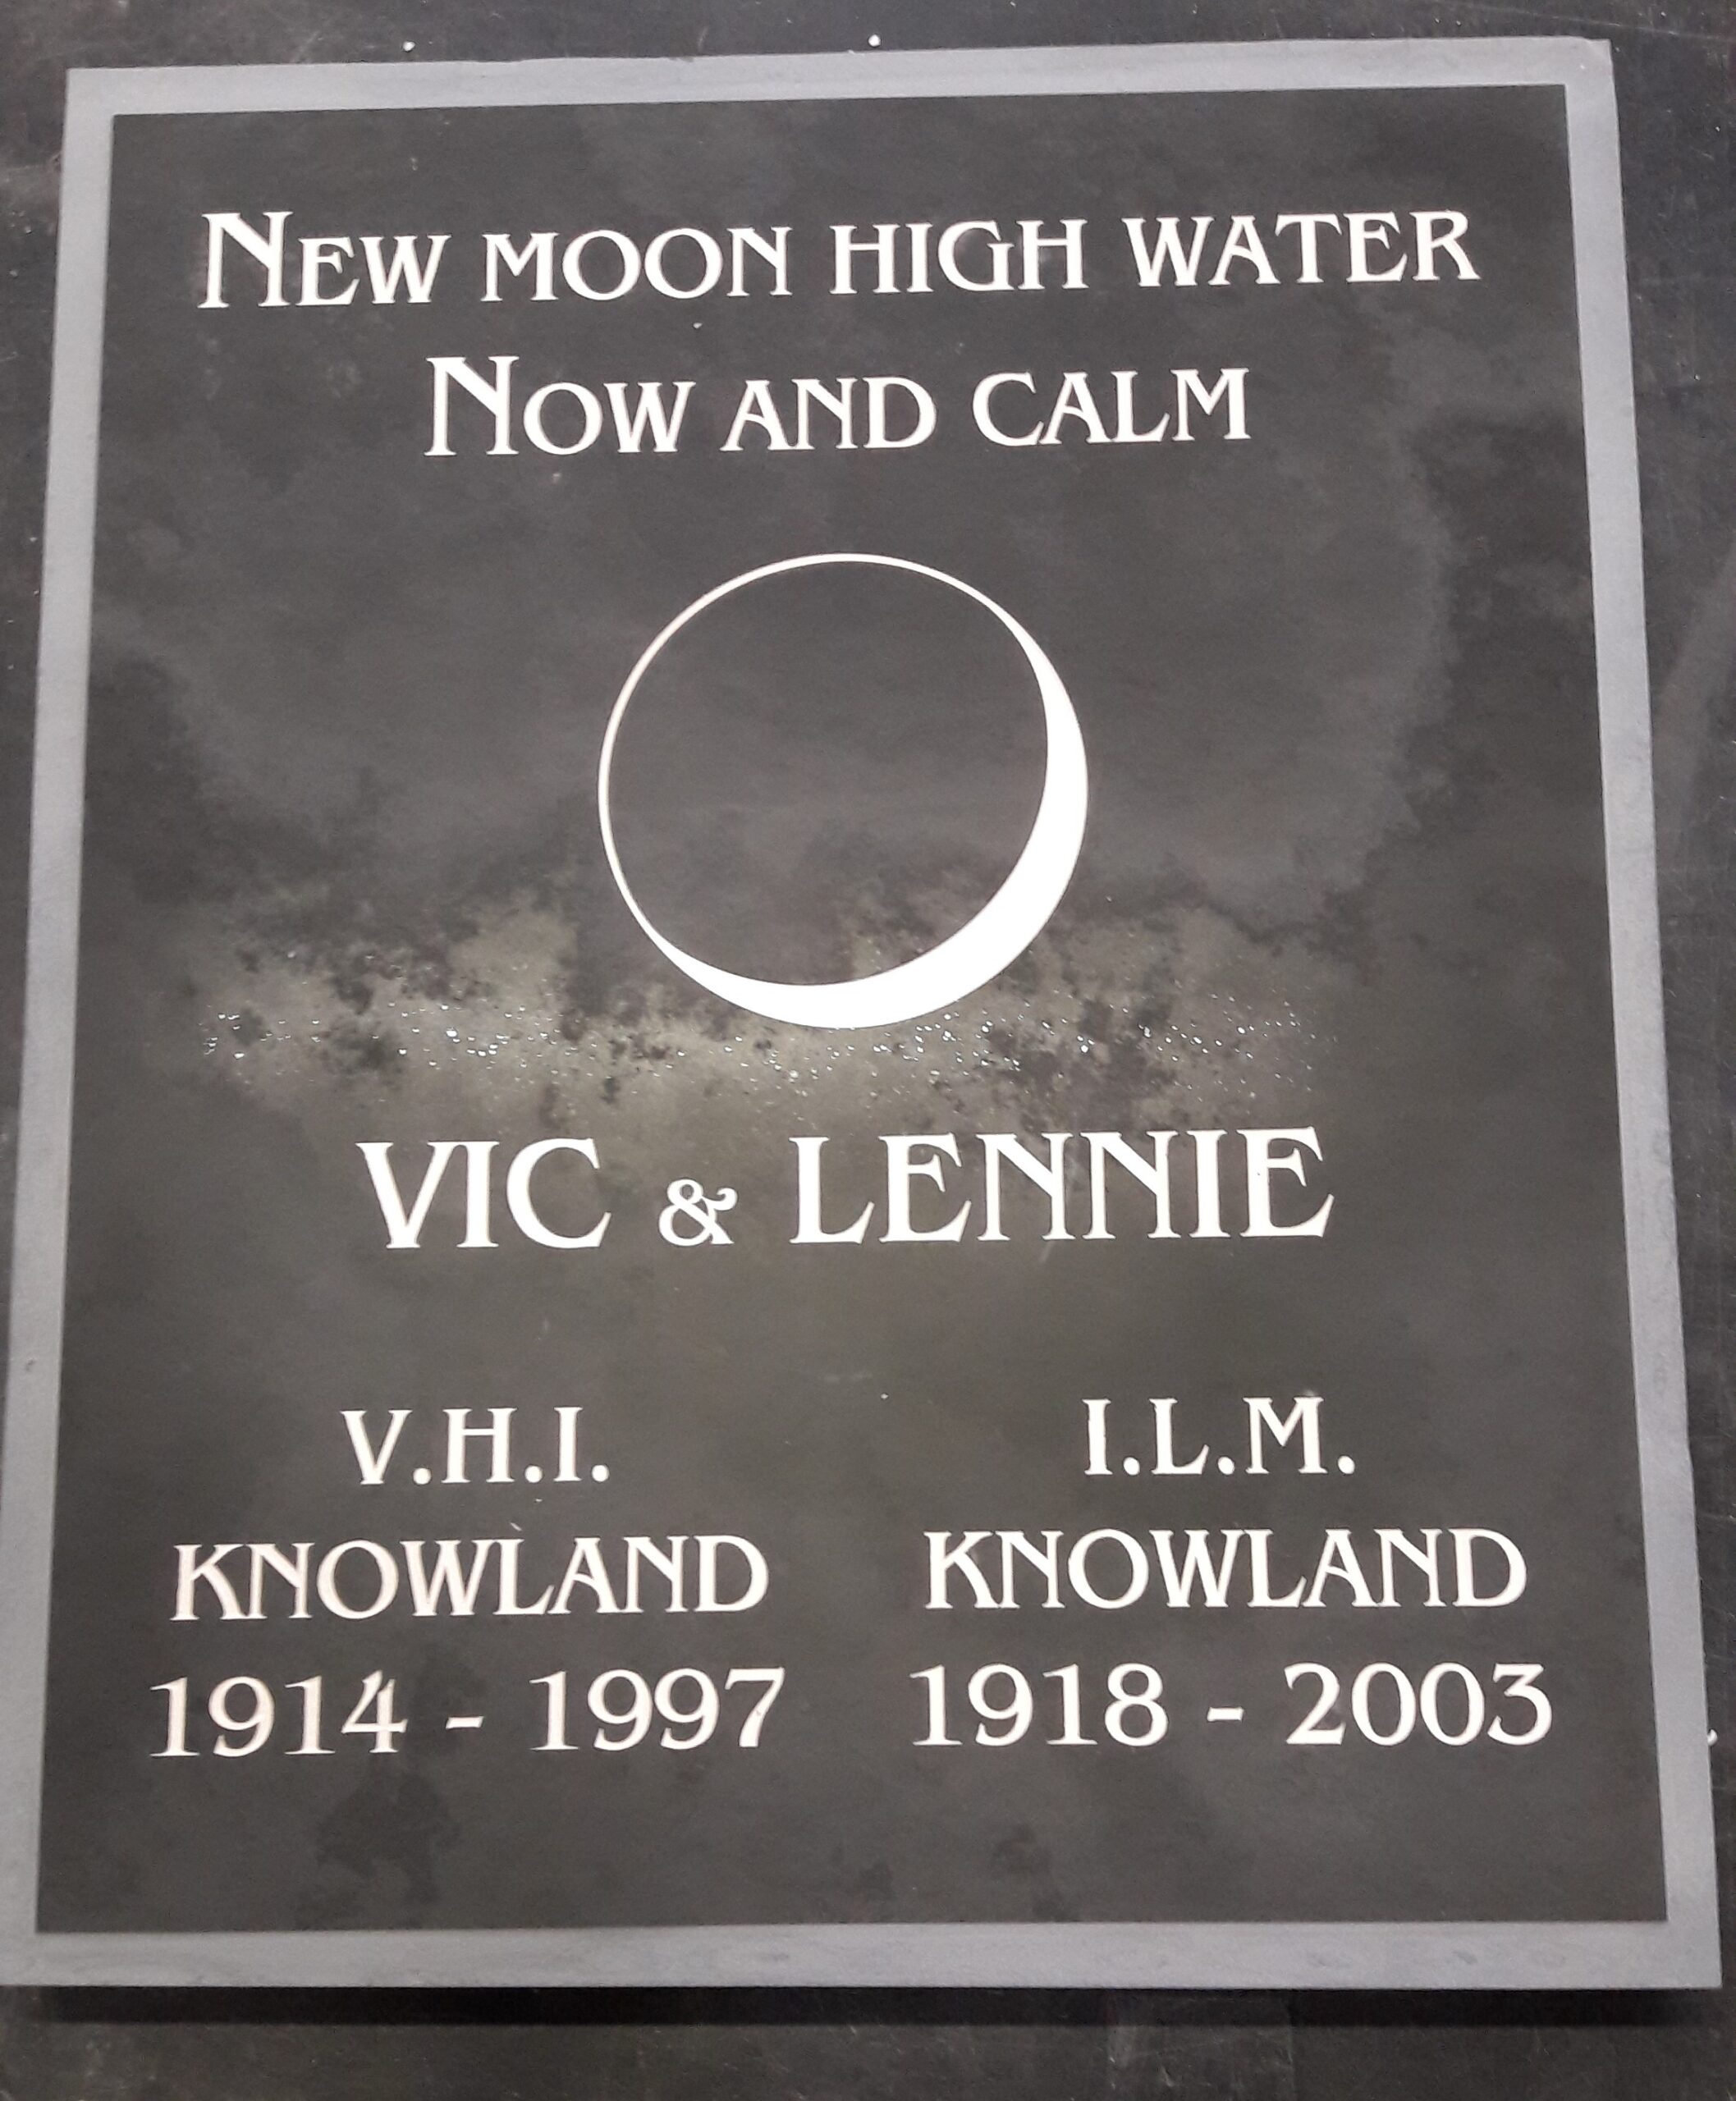 NEW MOON HIGH WATER
NOW AND CALM
VIC & LENNIE
V.H.I.
KNOWLAND
1914 - 1997
I.L.M.
KNOWLAND
1918 - 2003